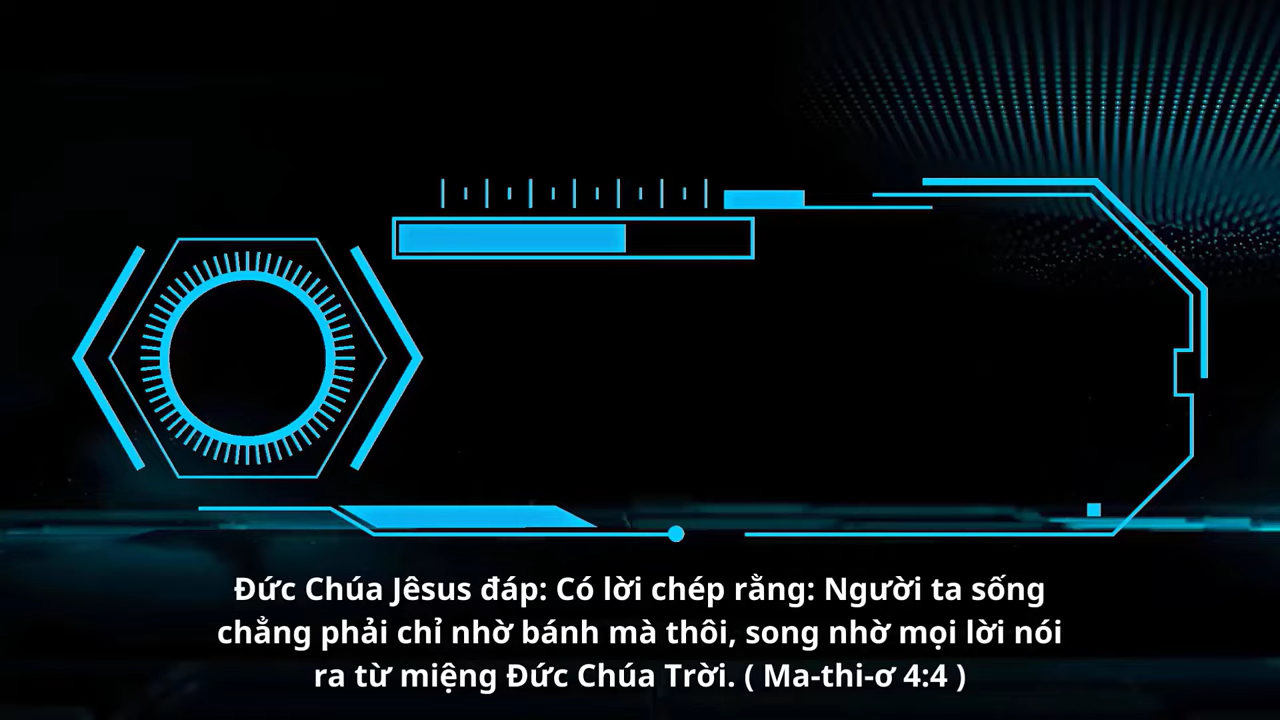 Đức Chúa Jêsus đáp: Có lời chép rằng: Người ta sống
chẳng phải chỉ nhờ bánh mà thôi, song nhờ mọi lời nói
ra từ miệng Đức Chúa Trời. ( Ma-thi-ơ 4:4 )